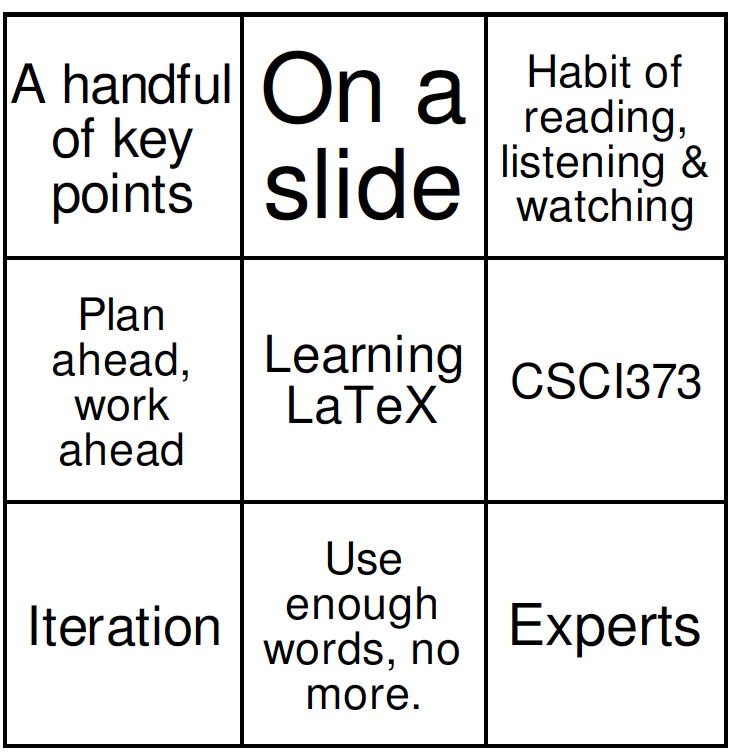 A handful
of key
points
On a
slide
Habit of
reading,
listening &
watching
Plan
ahead,
work
ahead
Learning
LaTeX
CSCI373
Iteration
Use
enough
words, no
more.
Experts